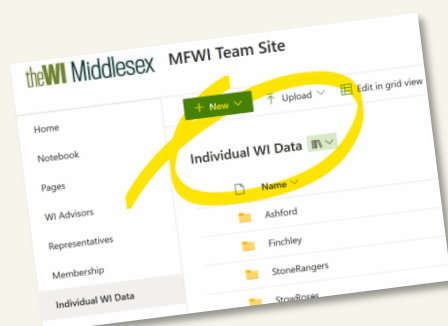 theWI Middlesex
MFWI Team Site
+ New
Upload
Edit in grid view
Home
Notebook
Pages
WI Advisors
Representatives
Membership
Individual WI Data
Individual WI Data
Name
Ashford
Finchley
StoneRangers
StowRoses